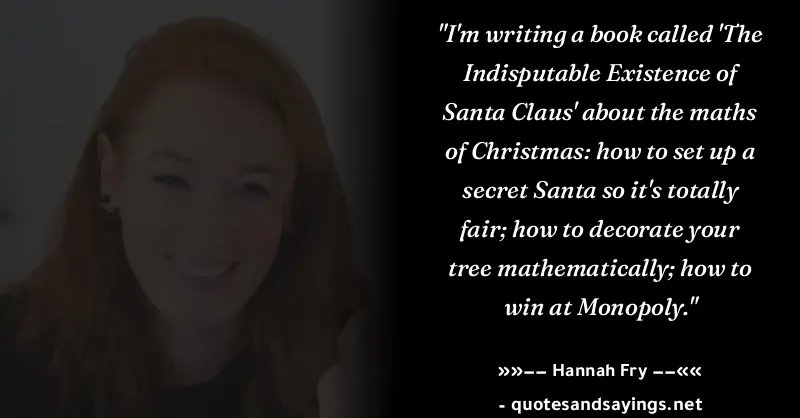 "I'm writing a book called 'The
Indisputable Existence of
Santa Claus' about the maths
of Christmas: how to set up a
secret Santa so it's totally
fair; how to decorate your
tree mathematically; how to
win at Monopoly."
»»−− Hannah Fry −−««
- quotesandsayings.net